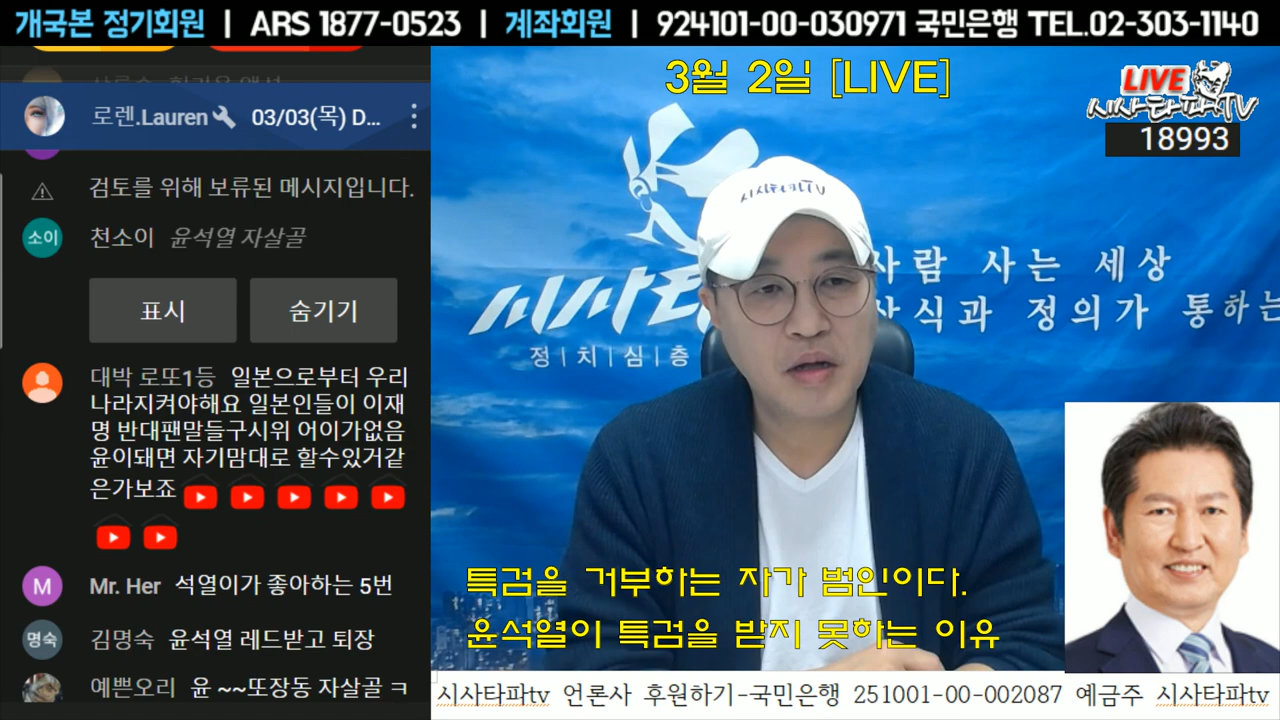 개국본 정기회원 | ARS 1877-0523 | 계좌회원 | 924101-00-030971 국민은행 TEL.02-303-1140
로렌.Lauren 03/03(목) D...
검토를 위해 보류된 메시지입니다.
소이 천소이 윤석열 자살골
표시 숨기기
대박 로또1등 일본으로부터 우리
나라지켜야해요 일본인들이 이재
명 반대팬말들구시위 어이가없음
윤이돼면 자기맘대로 할수있거같
은가보죠
M Mr. Her 석열이가 좋아하는 5번
명숙 김명숙 윤석열 레드받고 퇴장
예쁜오리 윤 ~~또장동 자살골 ㅋ
3월 2일 [LIVE]
LIVE
시사타파TV
18993
시사타파TV
사람 사는 세상
상식과 정의가 통하는
시사타
정|치|심|층
특검을 거부하는 자가 범인이다.
윤석열이 특검을 받지 못하는 이유
시사타파tv 언론사 후원하기-국민은행 251001-00-002087 예금주 시사타파tv